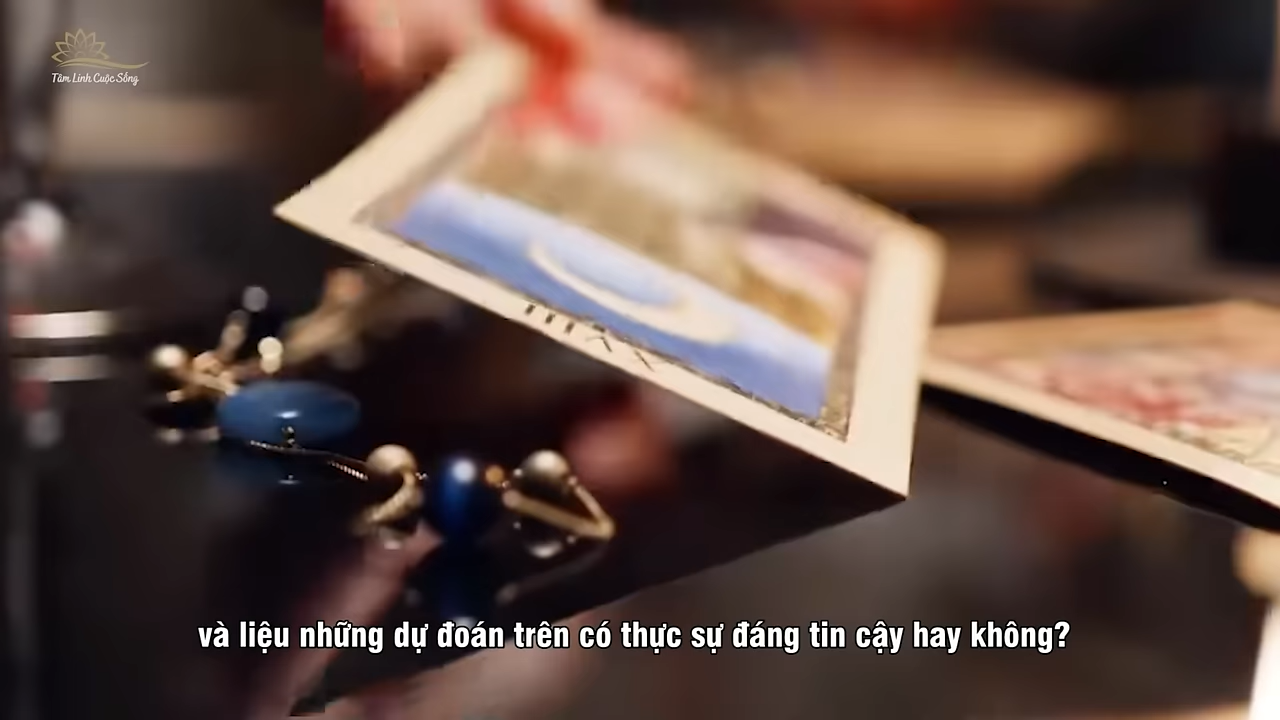 Tâm Linh Cuộc Sống
và liệu những dự đoán trên có thực sự đáng tin cậy hay không?